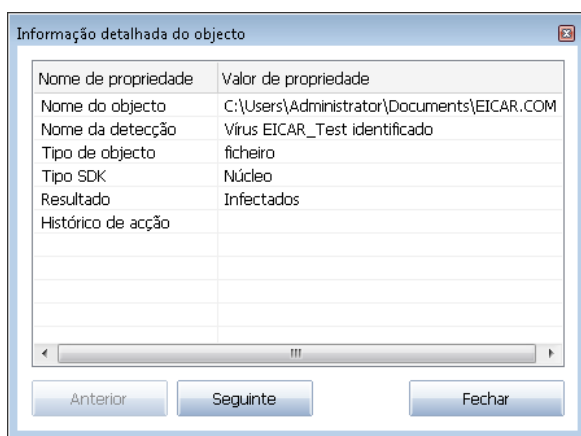 Informação detalhada do objecto
Nome de propriedade Valor de propriedade
Nome do objecto C:\Users\Administrator\Documents\EICAR.COM
Nome da detecção Vírus EICAR_Test identificado
Tipo de objecto ficheiro
Tipo SDK Núcleo
Resultado Infectados
Histórico de acção
Anterior Seguinte Fechar